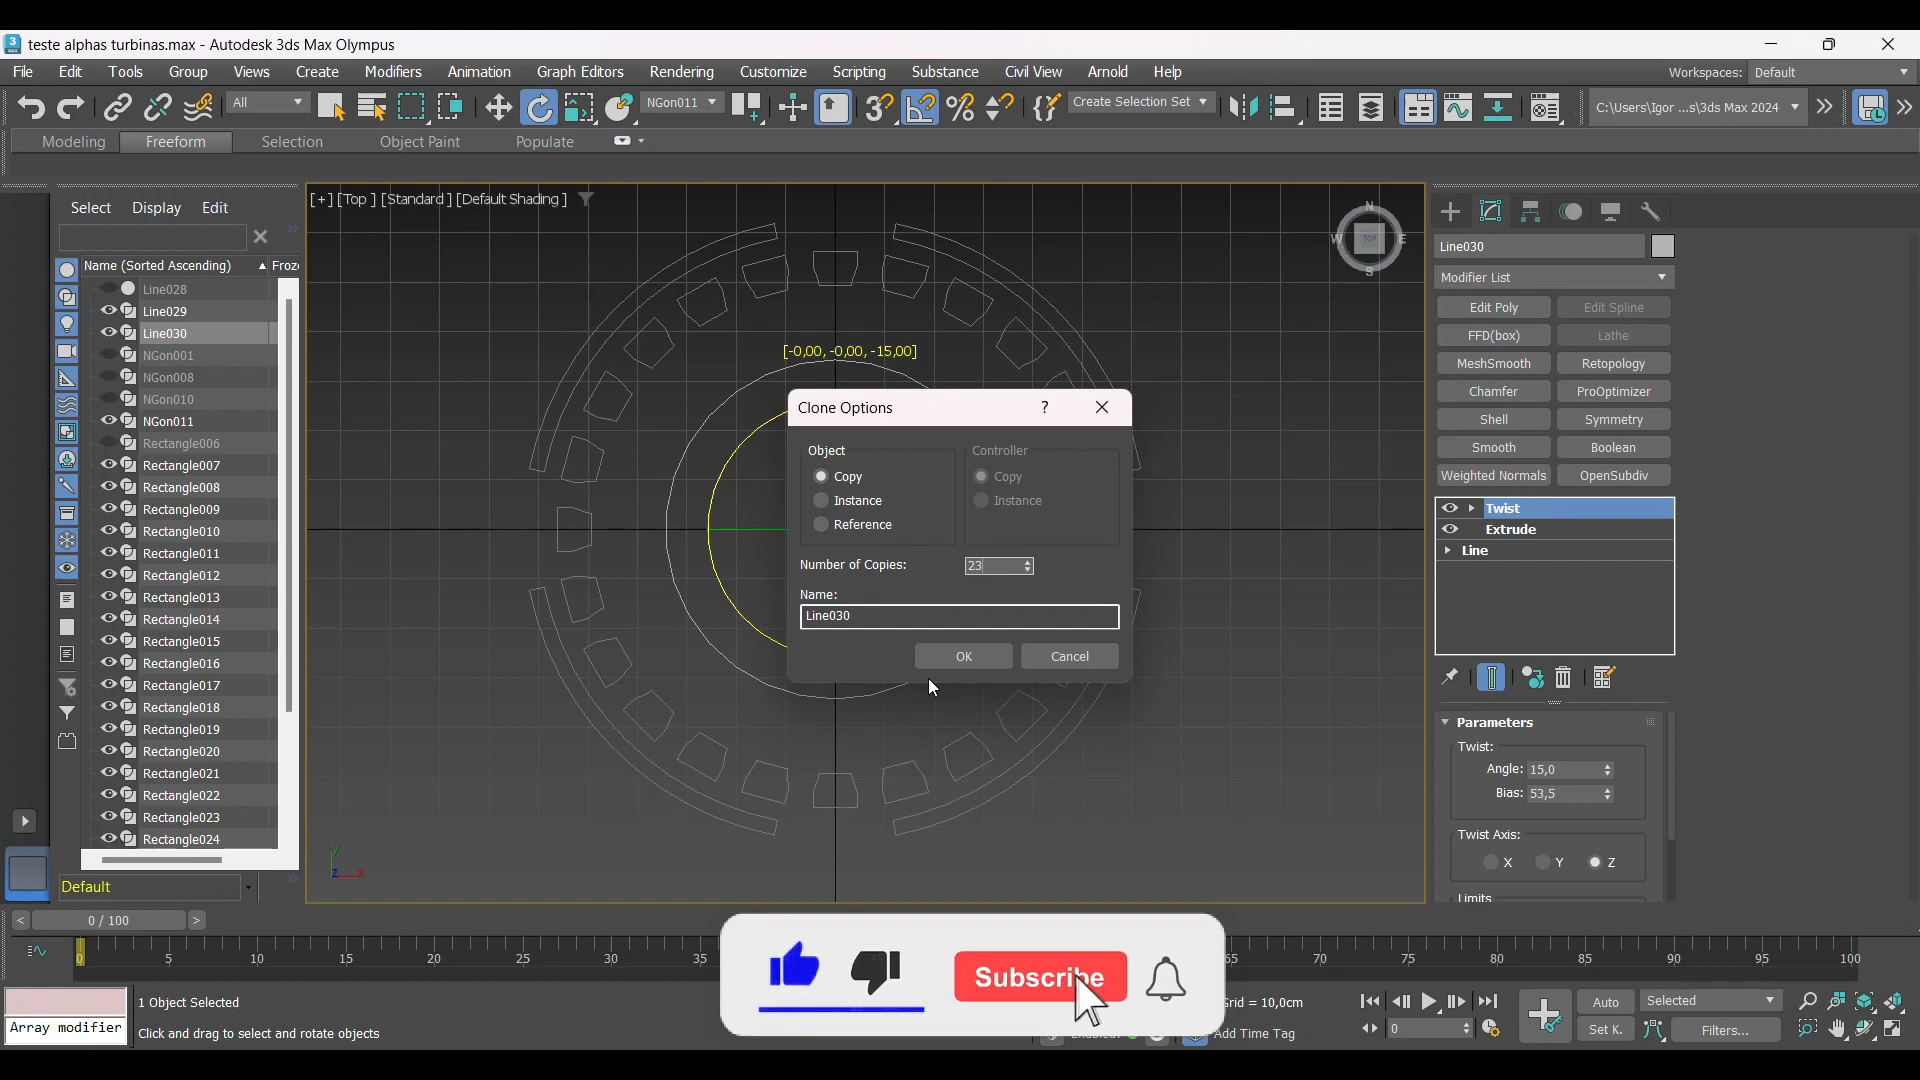 teste alphas turbinas.max - Autodesk 3ds Max Olympus
File Edit Tools Group Views Create Modifiers Animation Graph Editors Rendering Customize Scripting Substance Civil View Arnold Help
Workspaces: Default
All
NGon011
Create Selection Set
C:\Users\Igor ...s\3ds Max 2024
Modeling Freeform Selection Object Paint Populate
Select Display Edit
Name (Sorted Ascending) Froze
Line028
Line029
Line030
NGon001
NGon008
NGon010
NGon011
Rectangle006
Rectangle007
Rectangle008
Rectangle009
Rectangle010
Rectangle011
Rectangle012
Rectangle013
Rectangle014
Rectangle015
Rectangle016
Rectangle017
Rectangle018
Rectangle019
Rectangle020
Rectangle021
Rectangle022
Rectangle023
Rectangle024
Default
[+] [Top ] [Standard ] [Default Shading ]
N
W TOP E
S
[-0,00, -0,00, -15,00]
y
z x
Clone Options ?
Object
Copy
Instance
Reference
Controller
Copy
Instance
Number of Copies: 23
Name:
Line030
OK Cancel
Line030
Modifier List
Edit Poly Edit Spline
FFD(box) Lathe
MeshSmooth Retopology
Chamfer ProOptimizer
Shell Symmetry
Smooth Boolean
Weighted Normals OpenSubdiv
Twist
Extrude
Line
Parameters
Twist:
Angle: 15,0
Bias: 53,5
Twist Axis:
X Y Z
Limits
< 0 / 100 >
0 5 10 15 20 25 30 35 65 70 75 80 85 90 95 100
Subscribe
1 Object Selected
Array modifier
Click and drag to select and rotate objects
Grid = 10,0cm
Enabled:
Add Time Tag
0
Auto
Selected
Set K.
Filters...